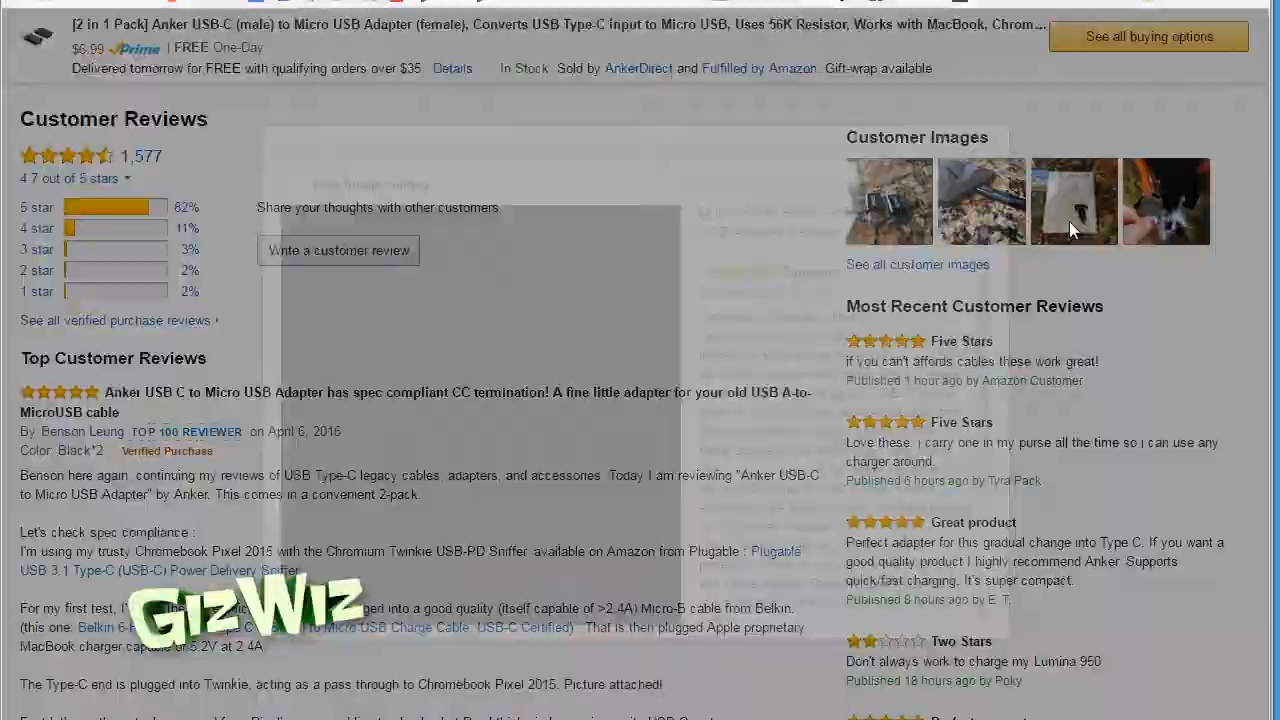 [2 in 1 Pack] Anker USB-C (male) to Micro USB Adapter (female), Converts USB Type-C input to Micro USB, Uses 56K Resistor, Works with MacBook, Chrom...
$6.99 Prime | FREE One-Day
See all buying options
Delivered tomorrow for FREE with qualifying orders over $35 Details In Stock Sold by AnkerDirect and Fulfilled by Amazon. Gift-wrap available
Customer Reviews
1,577
4.7 out of 5 stars
5 star 82%
4 star 11%
3 star 3%
2 star 2%
1 star 2%
See all verified purchase reviews ›
Share your thoughts with other customers
Write a customer review
Top Customer Reviews
Anker USB C to Micro USB Adapter has spec compliant CC termination! A fine little adapter for your old USB A-to-
MicroUSB cable
By Benson Leung TOP 100 REVIEWER on April 6, 2016
Color: Black*2 Verified Purchase
Benson here again, continuing my reviews of USB Type-C legacy cables, adapters, and accessories. Today I am reviewing "Anker USB-C
to Micro USB Adapter" by Anker. This comes in a convenient 2-pack.
Let's check spec compliance :
I'm using my trusty Chromebook Pixel 2015 with the Chromium Twinkie USB-PD Sniffer available on Amazon from Plugable : Plugable
USB 3.1 Type-C (USB-C) Power Delivery Sniffer
For my first test, into a good quality (itself capable of >2.4A) Micro-B cable from Belkin.
(this one: Belkin to Micro USB Charge Cable, USB-C Certified) . That is then plugged Apple proprietary
MacBook charger capable of 5.2V at 2.4A
The Type-C end is plugged into Twinkie, acting as a pass through to Chromebook Pixel 2015. Picture attached!
GizWiz
Customer Images
See all customer images
Most Recent Customer Reviews
Five Stars
if you can't affords cables these work great!
Published 1 hour ago by Amazon Customer
Five Stars
Love these. I carry one in my purse all the time so i can use any
charger around.
Published 6 hours ago by Tyra Pack
Great product
Perfect adapter for this gradual change into Type C. If you want a
good quality product I highly recommend Anker. Supports
quick/fast charging. It's super compact.
Published 8 hours ago by E. T.
Two Stars
Don't always work to charge my Lumina 950
Published 18 hours ago by Poky